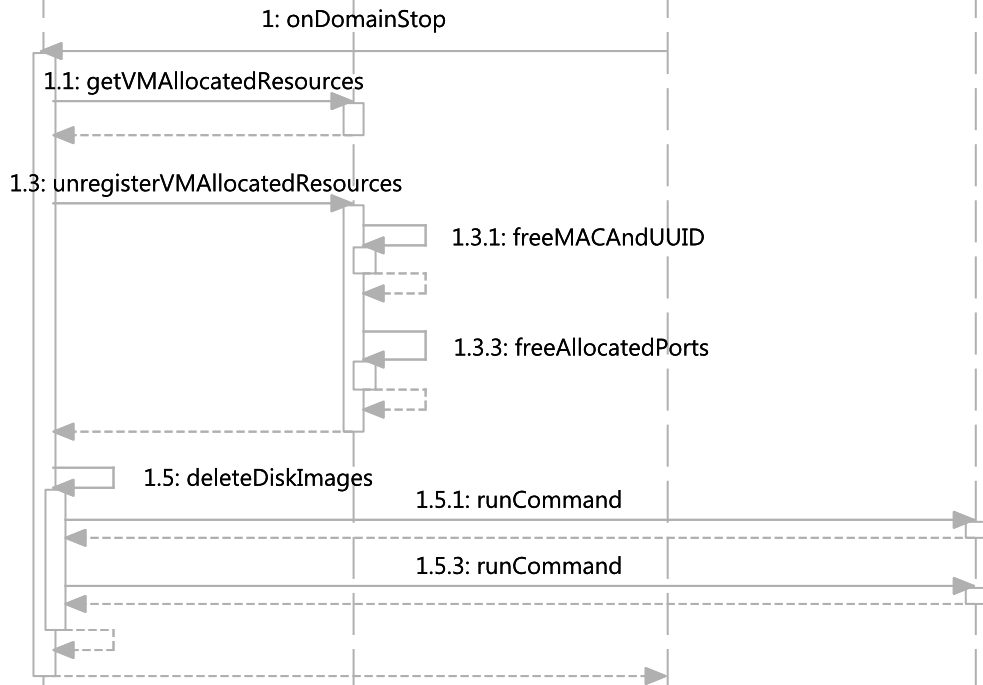 1: onDomainStop
1.1: getVMAllocatedResources
1.3: unregisterVMAllocatedResources
1.3.1: freeMACAndUUID
1.3.3: freeAllocatedPorts
1.5: deleteDiskImages
1.5.1: runCommand
1.5.3: runCommand